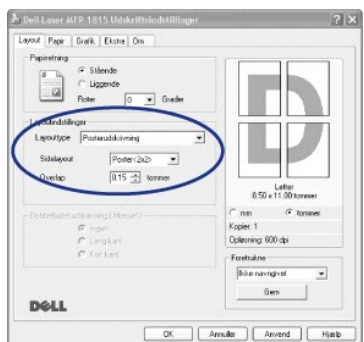 Dell Laser MFP 1815 Udskriftsindstillinger
Layout Papir Grafik Ekstra Om
Papirretning
Stående
Liggende
Roter 0 Grader
Layoutindstillinger
Layouttype Posterudskrivning
Sidelayout Poster<2x2>
Overlap 0.15 tommer
Dobbeltsidet udskrivning (Manuel)
Ingen
Lang kant
Kort kant
DELL
Letter
8.50 x 11.00 tommer
mm tommer
Kopier: 1
Opløsning: 600 dpi
Foretrukne
Ikke navngivet
Gem
OK Annuller Anvend Hjælp